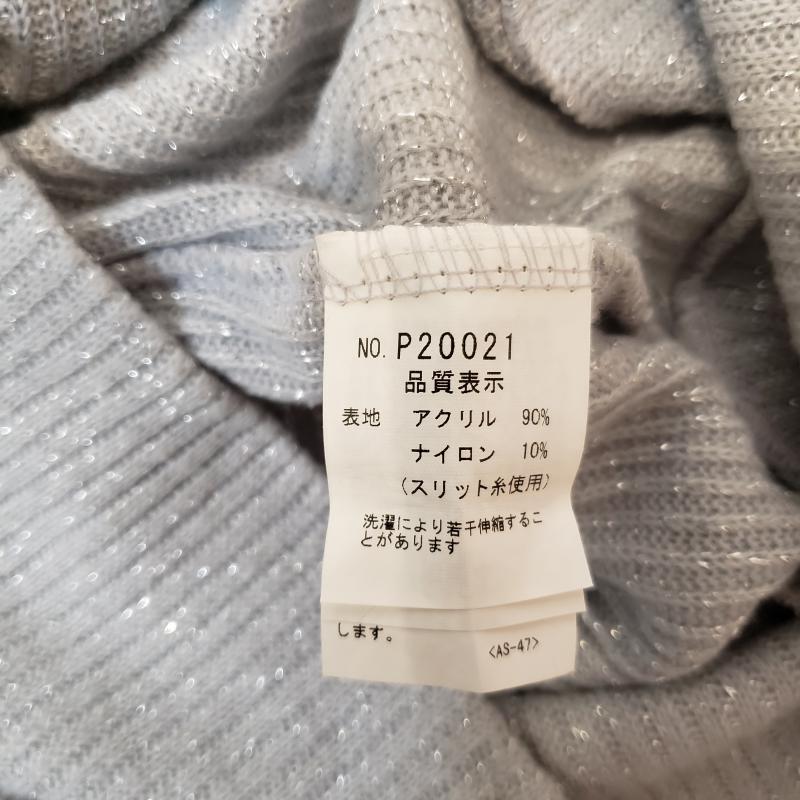 NO. P20021
品質表示
表地 アクリル 90%
ナイロン 10%
(スリット糸使用)
洗濯により若干伸縮するこ
とがあります
します。
<AS-47>